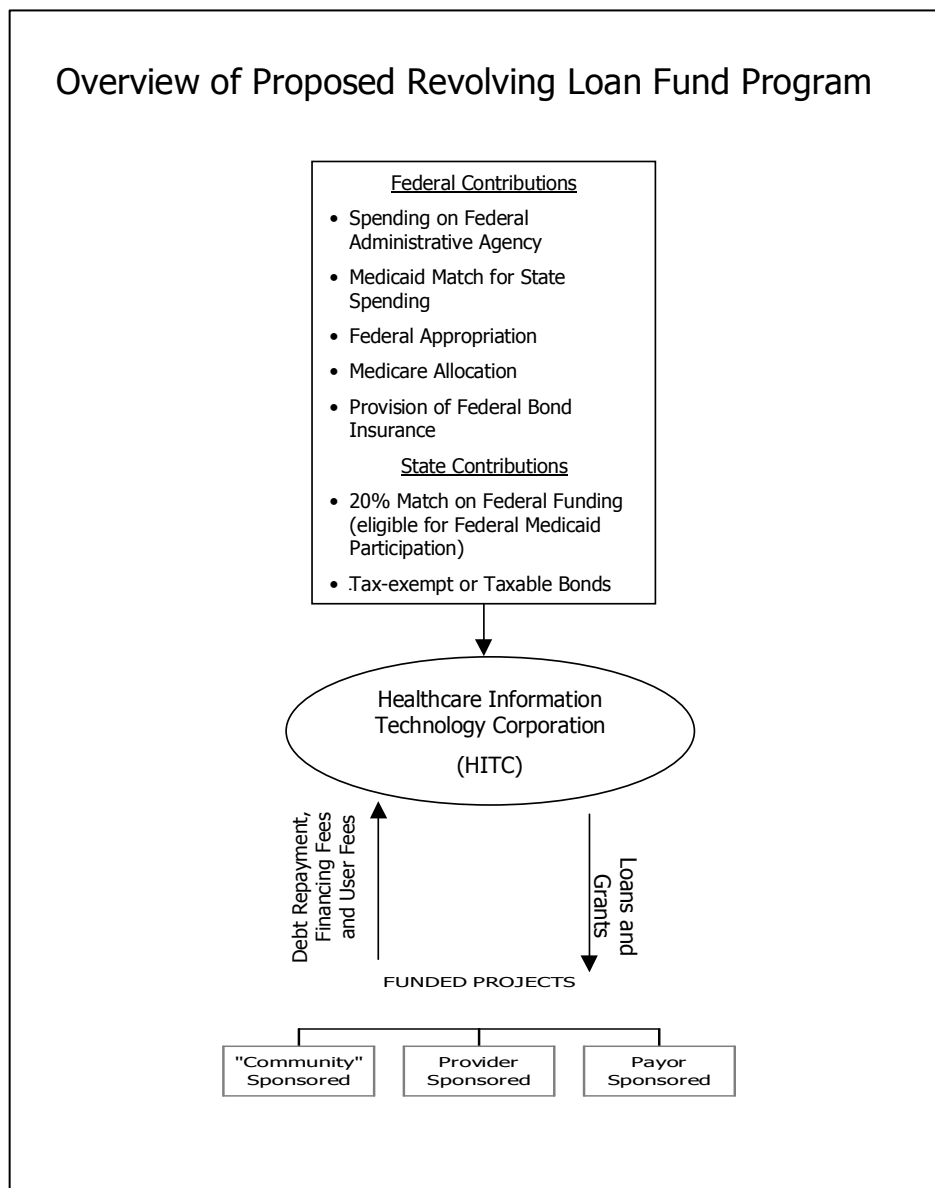 Overview of Proposed Revolving Loan Fund Program
Federal Contributions
• Spending on Federal
Administrative Agency
• Medicaid Match for State
Spending
• Federal Appropriation
• Medicare Allocation
• Provision of Federal Bond
Insurance
State Contributions
• 20% Match on Federal Funding
(eligible for Federal Medicaid
Participation)
• .Tax-exempt or Taxable Bonds
Healthcare Information
Technology Corporation
(HITC)
Debt Repayment,
Financing Fees
and User Fees
Loans and
Grants
FUNDED PROJECTS
"Community"
Sponsored
Provider
Sponsored
Payor
Sponsored